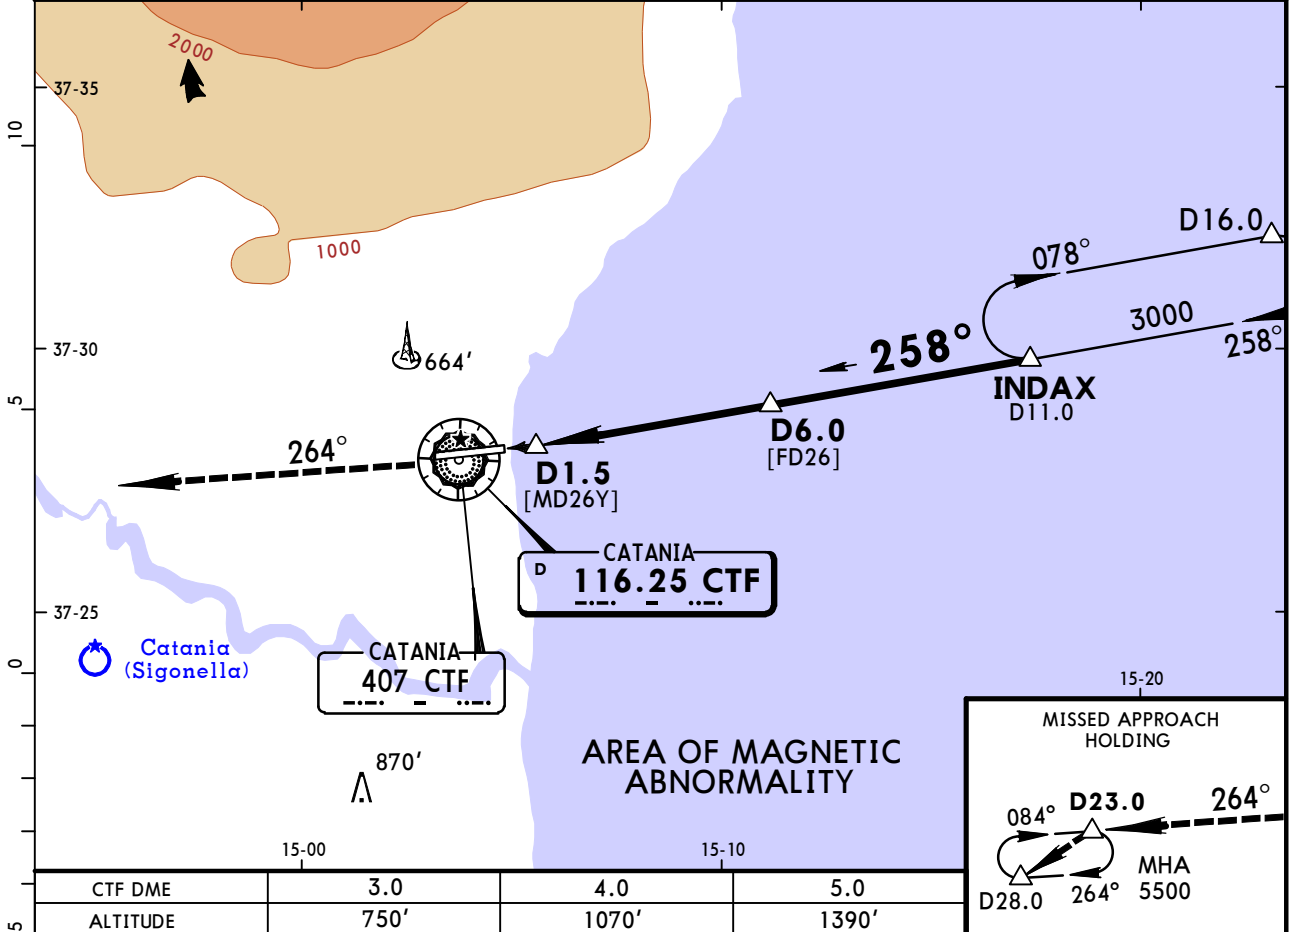 2000
37-35
10
1000
D16.0
078°
3000
258°
258°
37-30
664’
INDAX
D11.0
5
D6.0
[FD26]
264°
D1.5
[MD26Y]
CATANIA
D 116.25 CTF
37-25
Catania
(Sigonella)
CATANIA
407 CTF
0
15-20
870’
AREA OF MAGNETIC
ABNORMALITY
MISSED APPROACH
HOLDING
D23.0
264°
084°
MHA
5500
264°
D28.0
15-00
15-10
CTF DME 3.0 4.0 5.0
ALTITUDE 750’ 1070’ 1390’
5